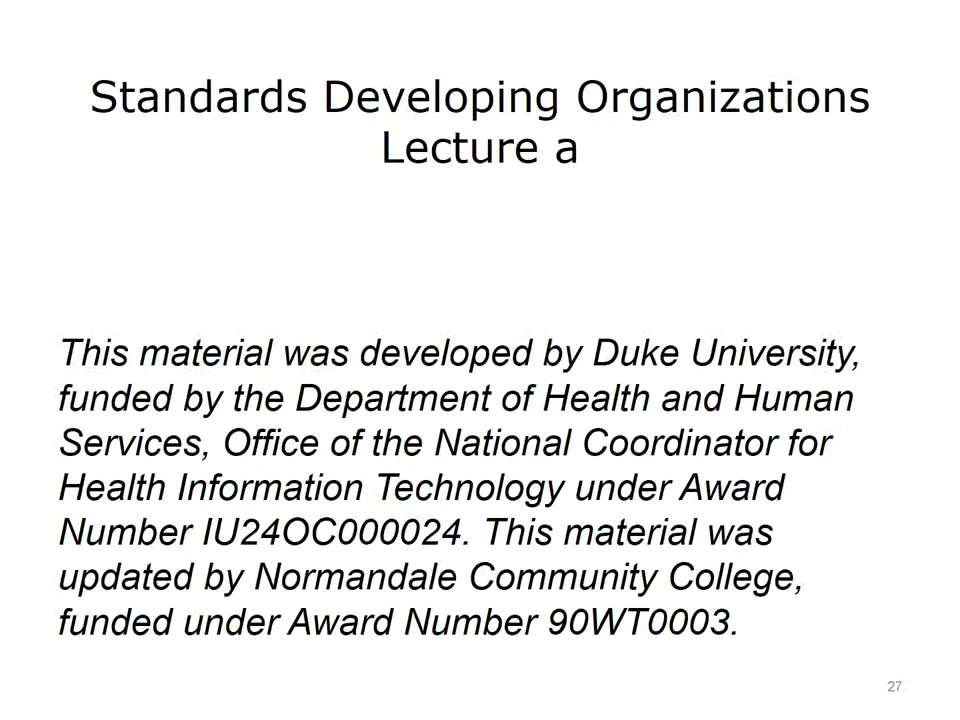 Standards Developing Organizations
Lecture a
This material was developed by Duke University,
funded by the Department of Health and Human
Services, Office of the National Coordinator for
Health Information Technology under Award
Number IU24OC000024. This material was
updated by Normandale Community College,
funded under Award Number 90WT0003.
27